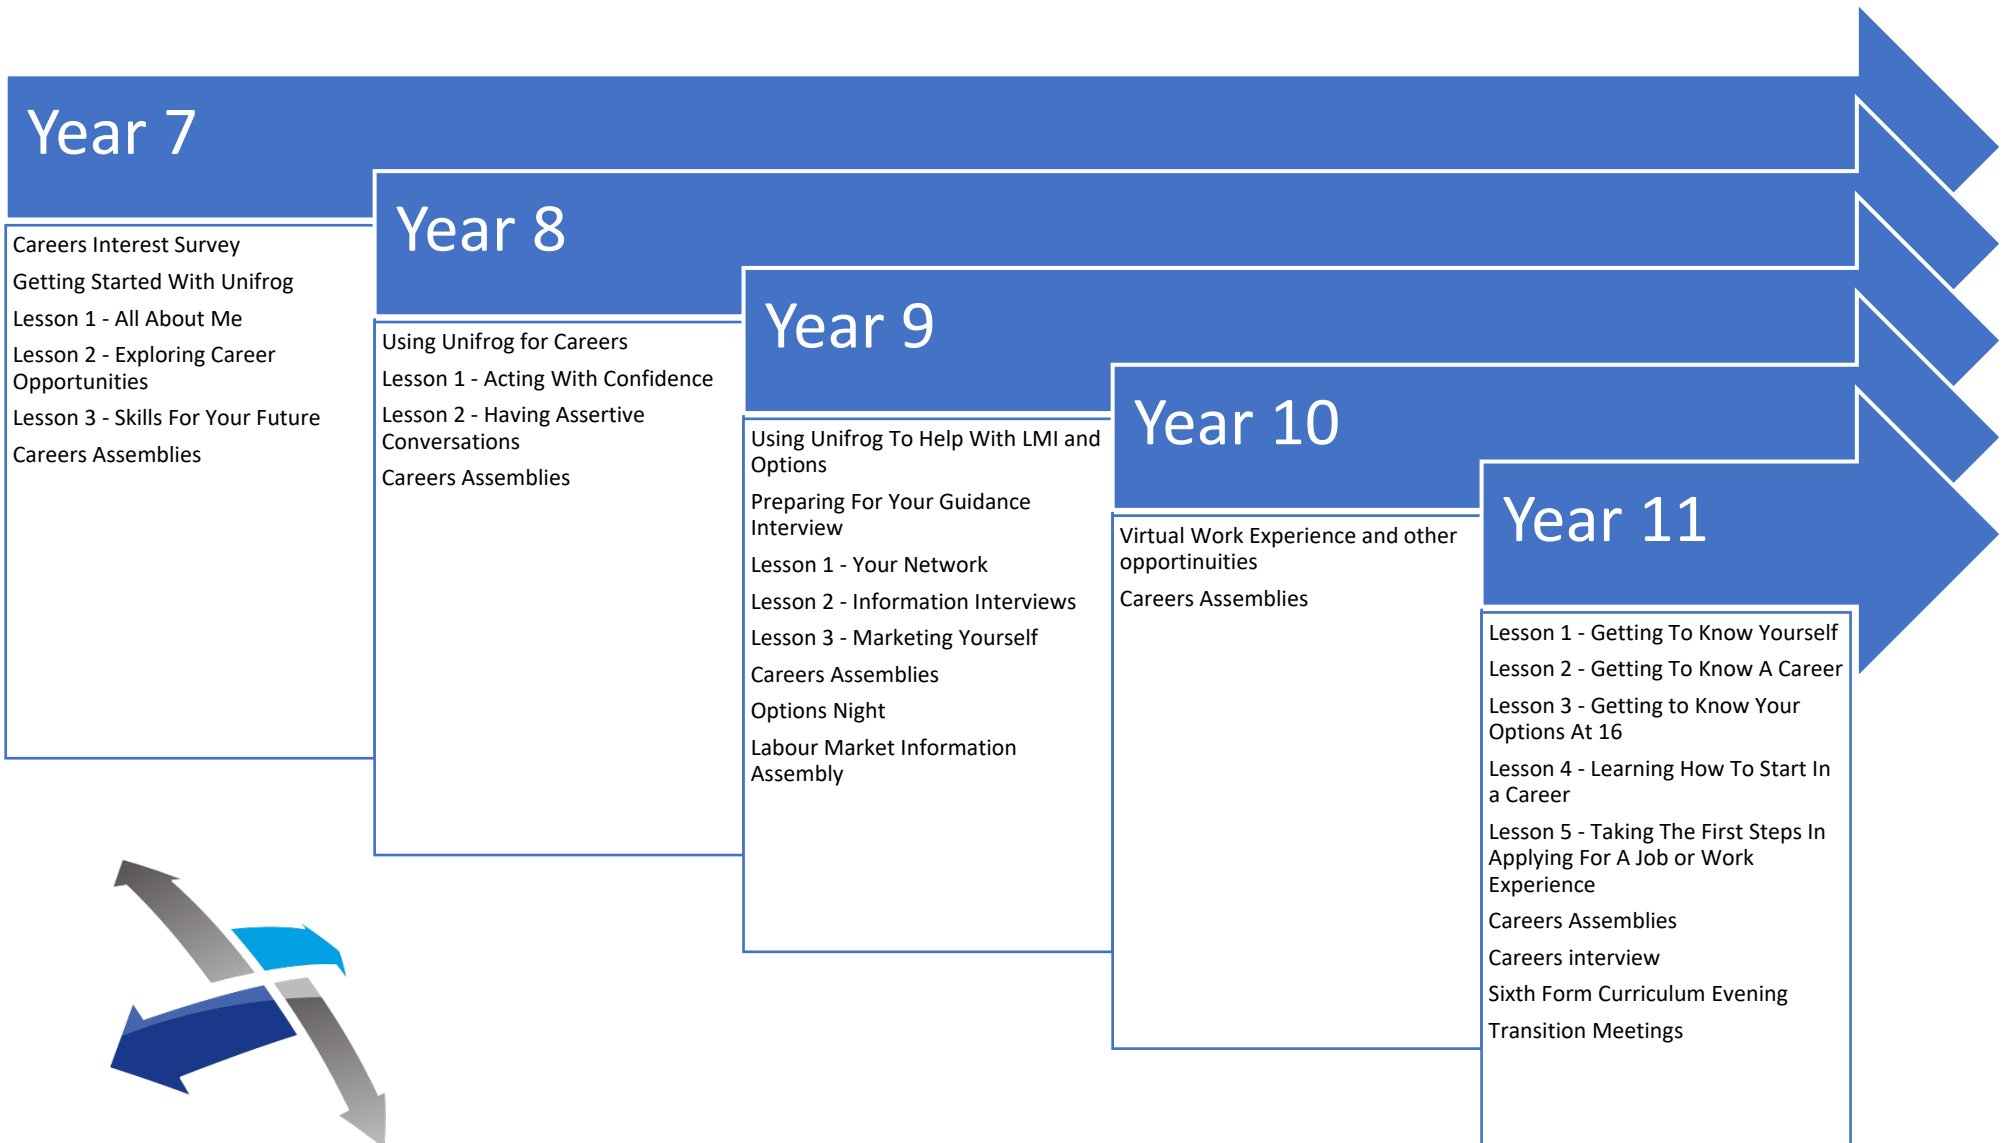 Year 7
Careers Interest Survey
Getting Started With Unifrog
Lesson 1 - All About Me
Lesson 2 - Exploring Career
Opportunities
Lesson 3 - Skills For Your Future
Careers Assemblies
Year 8
Using Unifrog for Careers
Lesson 1 - Acting With Confidence
Lesson 2 - Having Assertive
Conversations
Careers Assemblies
Year 9
Using Unifrog To Help With LMI and
Options
Preparing For Your Guidance
Interview
Lesson 1 - Your Network
Lesson 2 - Information Interviews
Lesson 3 - Marketing Yourself
Careers Assemblies
Options Night
Labour Market Information
Assembly
Year 10
Virtual Work Experience and other
opportinuities
Careers Assemblies
Year 11
Lesson 1 - Getting To Know Yourself
Lesson 2 - Getting To Know A Career
Lesson 3 - Getting to Know Your
Options At 16
Lesson 4 - Learning How To Start In
a Career
Lesson 5 - Taking The First Steps In
Applying For A Job or Work
Experience
Careers Assemblies
Careers interview
Sixth Form Curriculum Evening
Transition Meetings